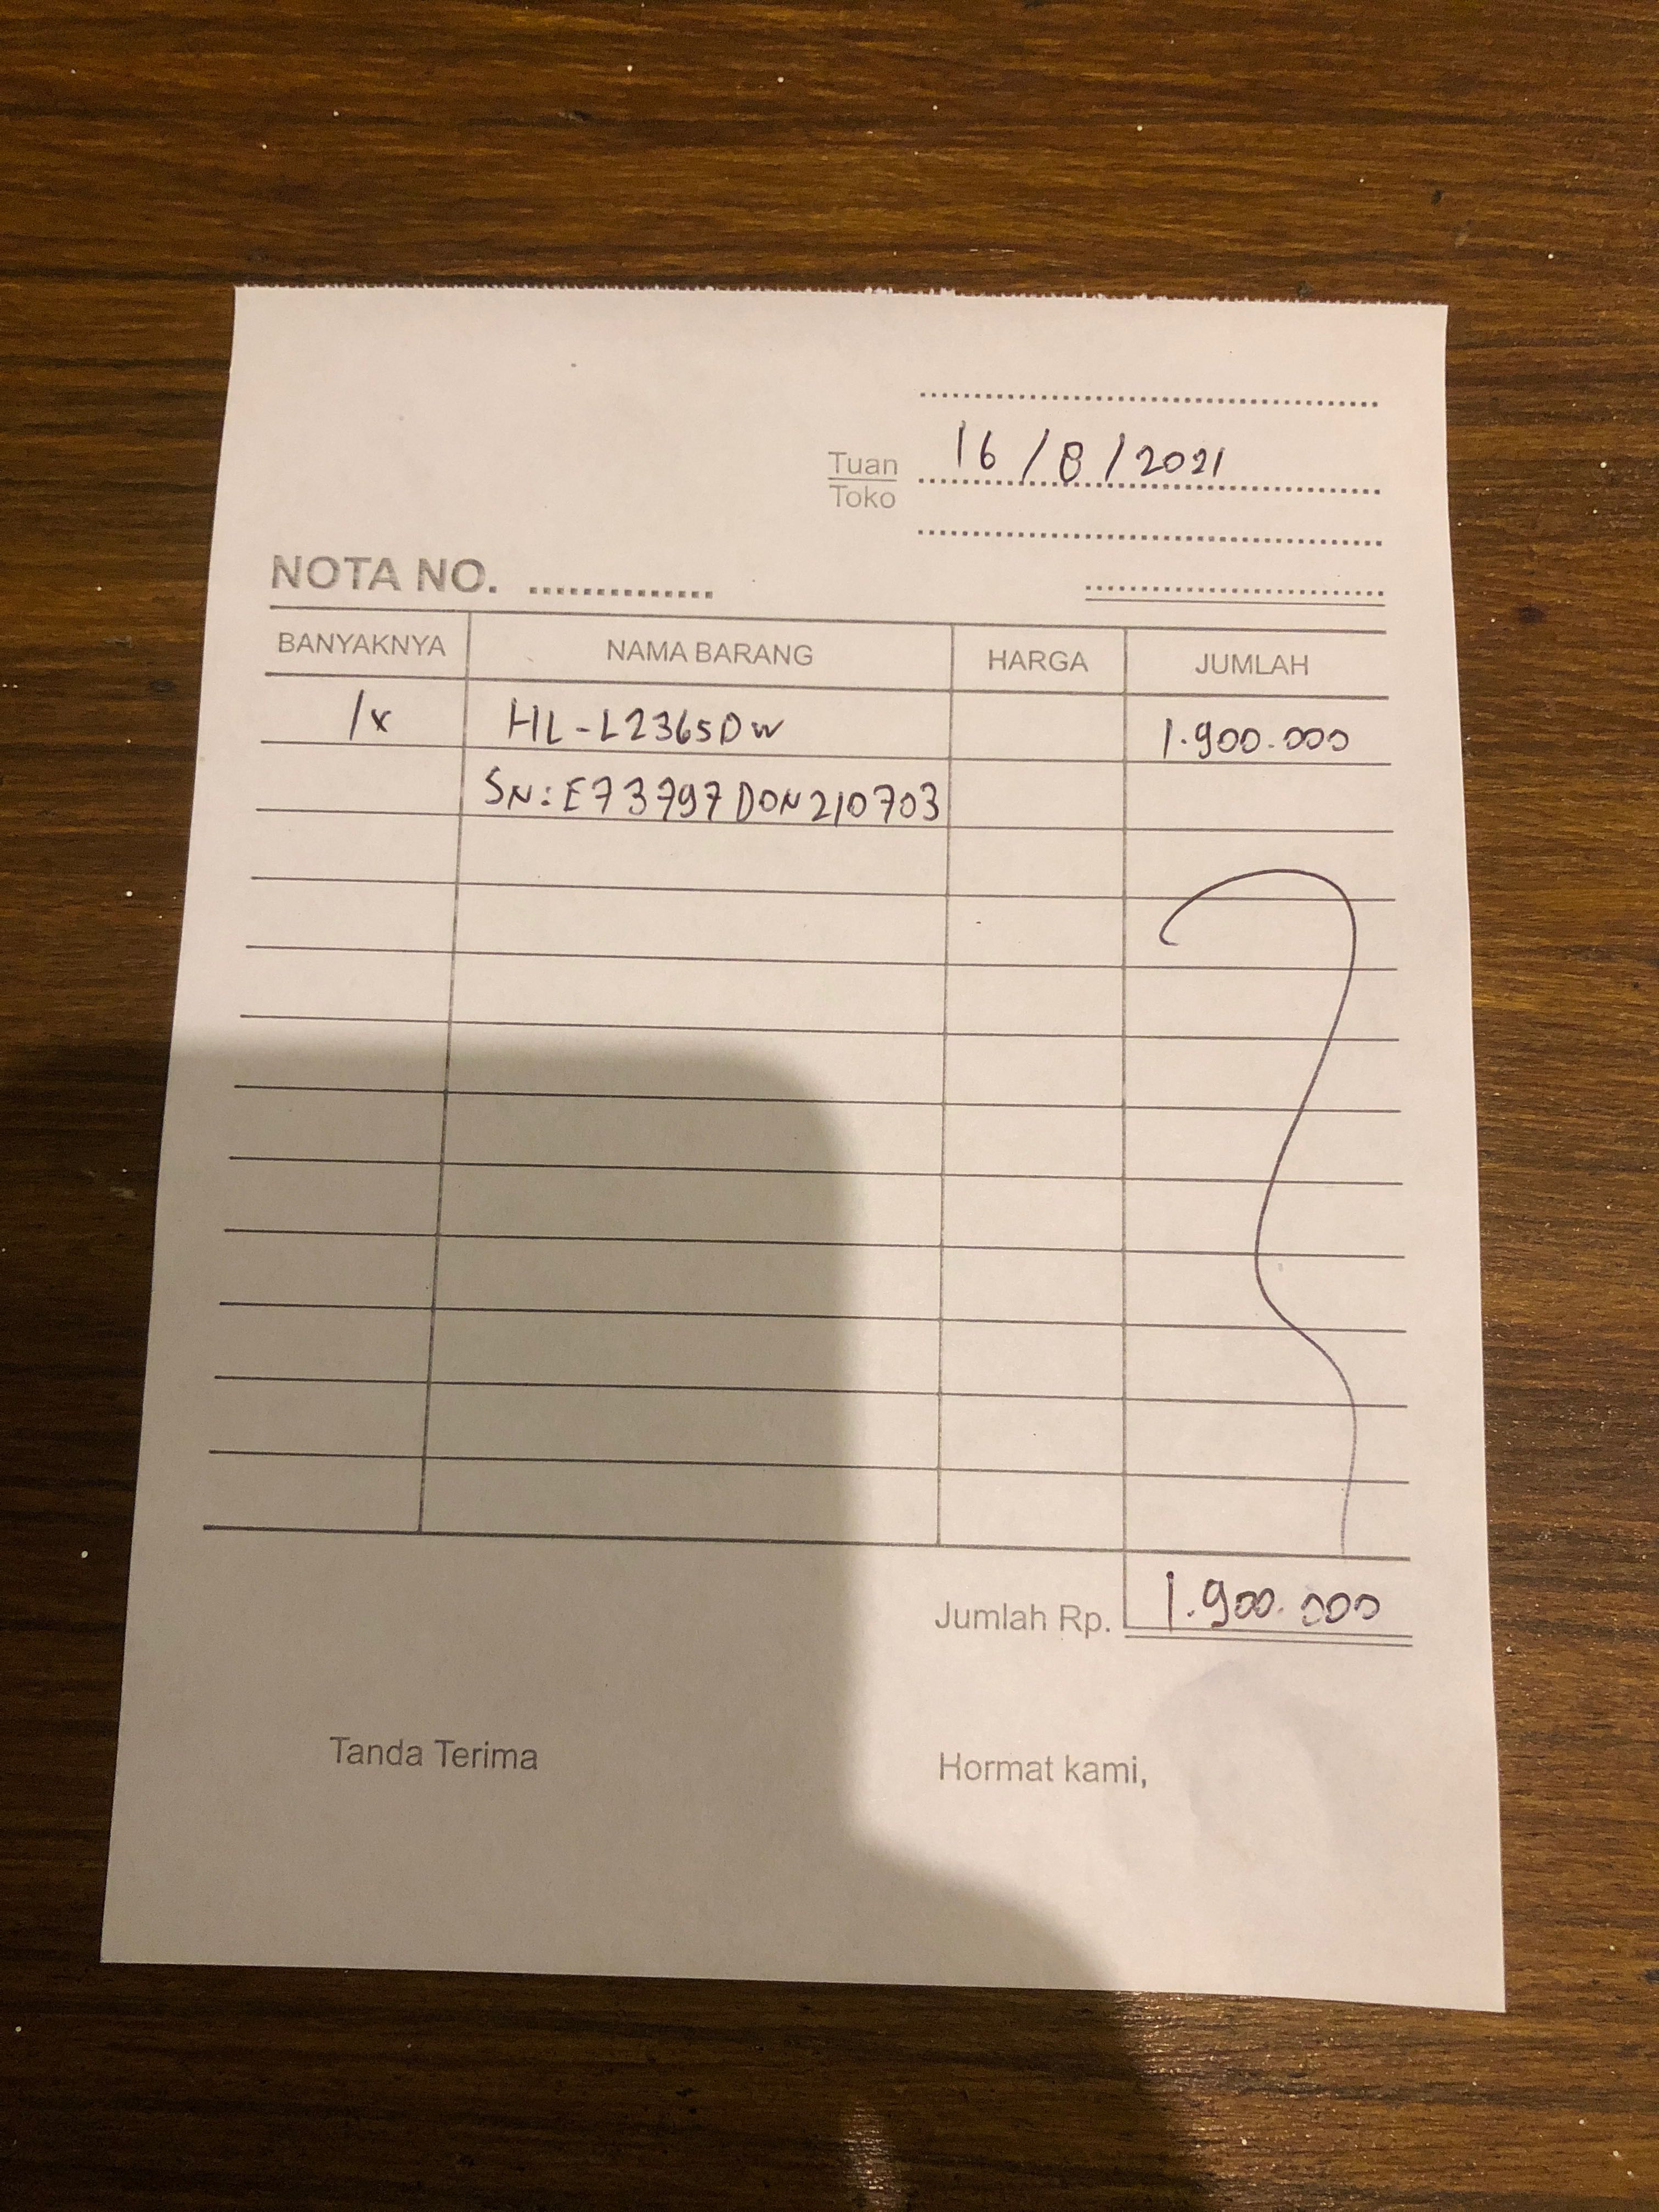 16/8/2021
Tuan
Toko
NOTA NO.
BANYAKNYA NAMA BARANG HARGA JUMLAH
1x HL-L2365DW 1.900.000
SN: E73797D0N210703
Jumlah Rp. 1.900.000
Tanda Terima Hormat kami,